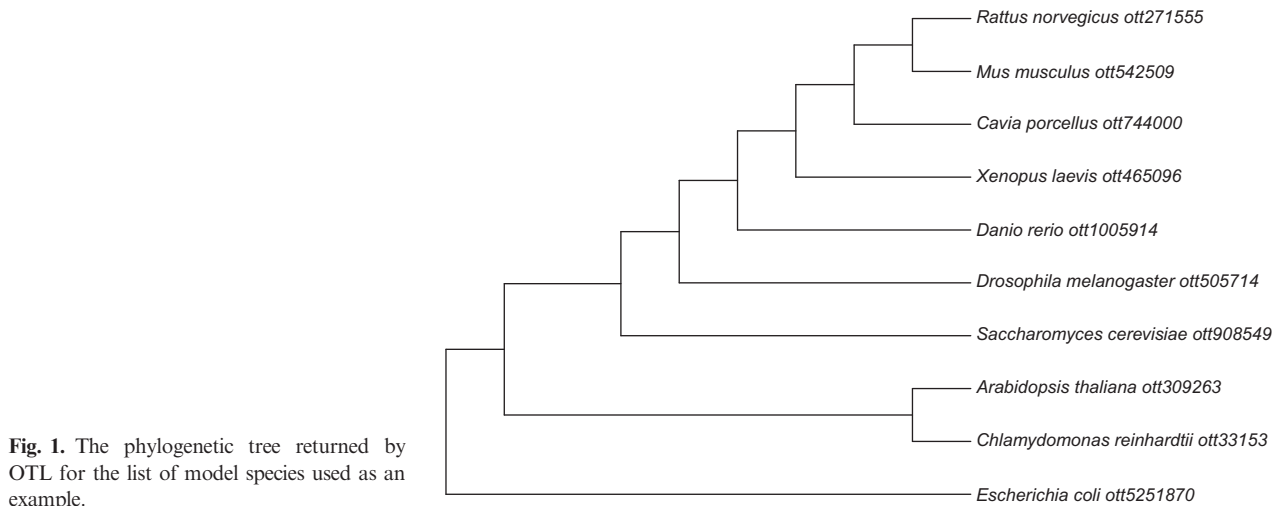 Rattus norvegicus ott271555
Mus musculus ott542509
Cavia porcellus ott744000
Xenopus laevis ott465096
Danio rerio ott1005914
Drosophila melanogaster ott505714
Saccharomyces cerevisiae ott908549
Arabidopsis thaliana ott309263
Chlamydomonas reinhardtii ott33153
Escherichia coli ott5251870
Fig. 1. The phylogenetic tree returned by
OTL for the list of model species used as an
example.